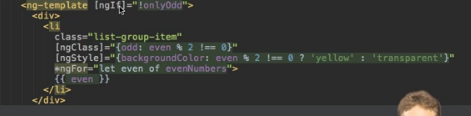 <ng-template [ngIf]="!onlyOdd">
<div>
<li
class="list-group-item"
[ngClass]="{odd: even % 2 !== 0}"
[ngStyle]="{backgroundColor: even % 2 !== 0 ? 'yellow' : 'transparent'}"
*ngFor="let even of evenNumbers">
{{ even }}
</li>
</div>